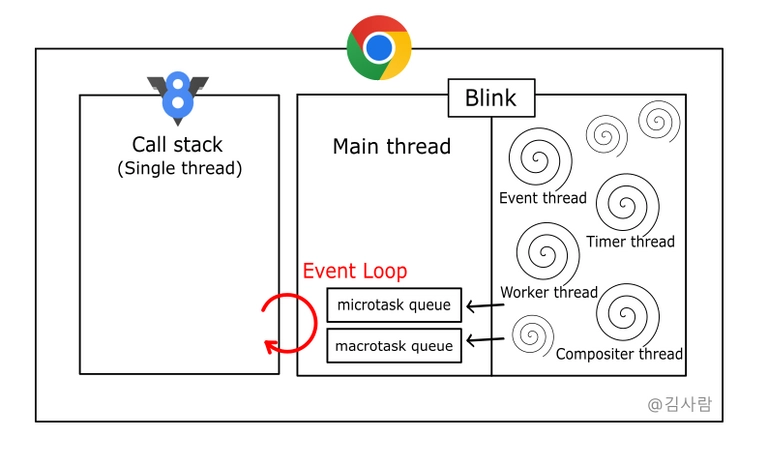 Blink
Call stack
(Single thread)
Main thread
Event Loop
microtask queue
macrotask queue
Event thread
Timer thread
Worker thread
Compositer thread
@김사람